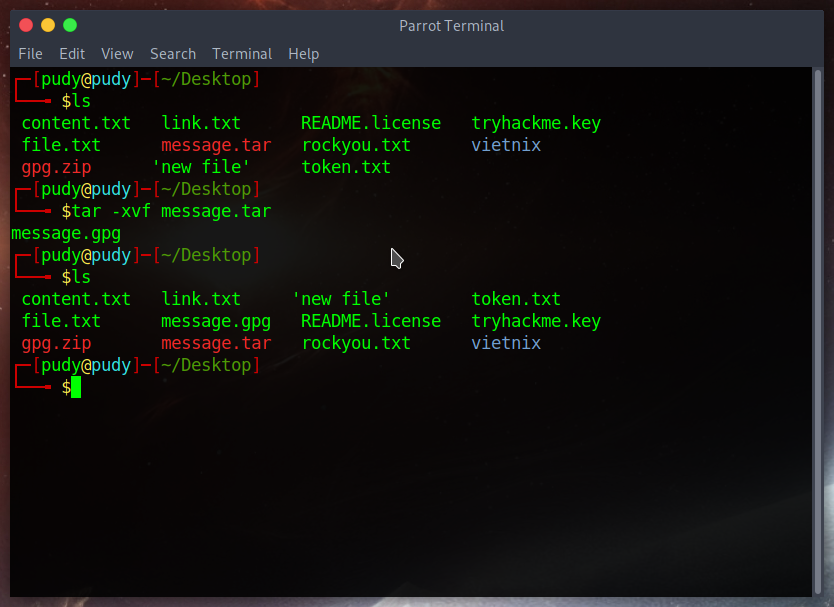 Parrot Terminal
File Edit View Search Terminal Help
┌─[pudy@pudy]─[~/Desktop]
└──╼ $ls
content.txt link.txt README.license tryhackme.key
file.txt message.tar rockyou.txt vietnix
gpg.zip 'new file' token.txt
┌─[pudy@pudy]─[~/Desktop]
└──╼ $tar -xvf message.tar
message.gpg
┌─[pudy@pudy]─[~/Desktop]
└──╼ $ls
content.txt link.txt 'new file' token.txt
file.txt message.gpg README.license tryhackme.key
gpg.zip message.tar rockyou.txt vietnix
┌─[pudy@pudy]─[~/Desktop]
└──╼ $